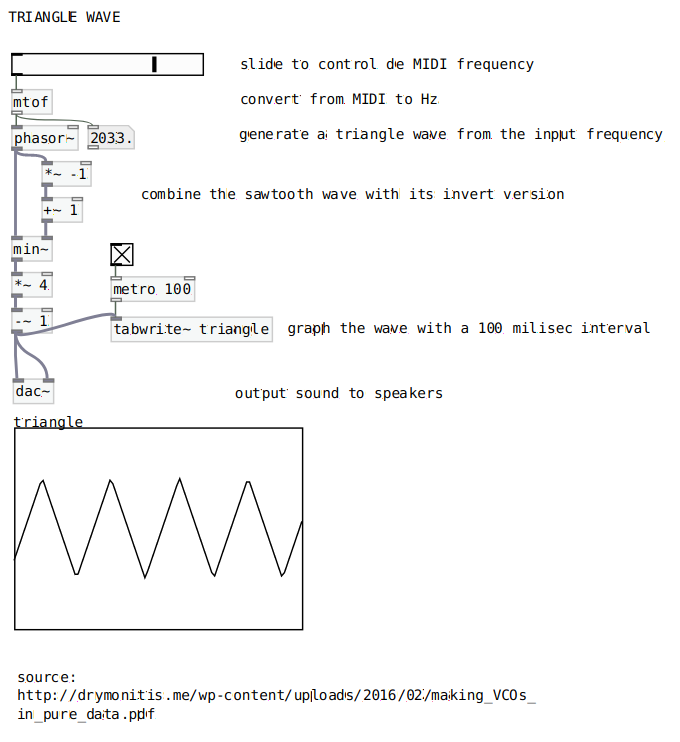 TRIANGLE WAVE
slide to control de MIDI frequency
mtof
convert from MIDI to Hz
phasor~
2033.
generate a triangle wave from the input frequency
*~ -1
combine the sawtooth wave with its invert version
+~ 1
min~
*~ 4
metro 100
-~ 1
tabwrite~ triangle
graph the wave with a 100 milisec interval
dac~
output sound to speakers
triangle
source:
http://drymonitis.me/wp-content/uploads/2016/02/making_VCOs_
in_pure_data.pdf